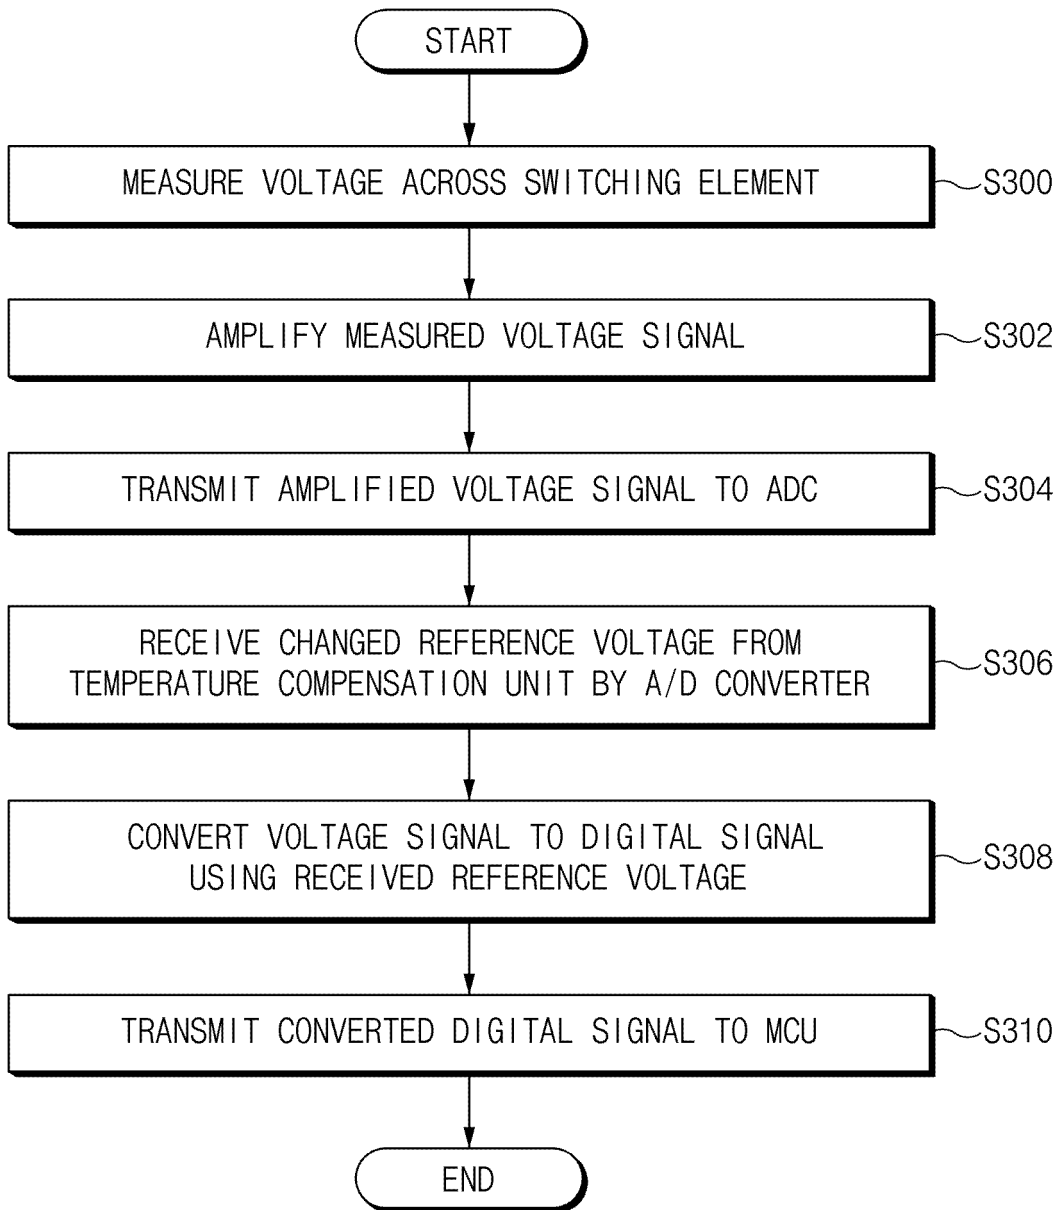 START
MEASURE VOLTAGE ACROSS SWITCHING ELEMENT
S300
AMPLIFY MEASURED VOLTAGE SIGNAL
S302
TRANSMIT AMPLIFIED VOLTAGE SIGNAL TO ADC
S304
RECEIVE CHANGED REFERENCE VOLTAGE FROM
TEMPERATURE COMPENSATION UNIT BY A/D CONVERTER
S306
CONVERT VOLTAGE SIGNAL TO DIGITAL SIGNAL
USING RECEIVED REFERENCE VOLTAGE
S308
TRANSMIT CONVERTED DIGITAL SIGNAL TO MCU
S310
END